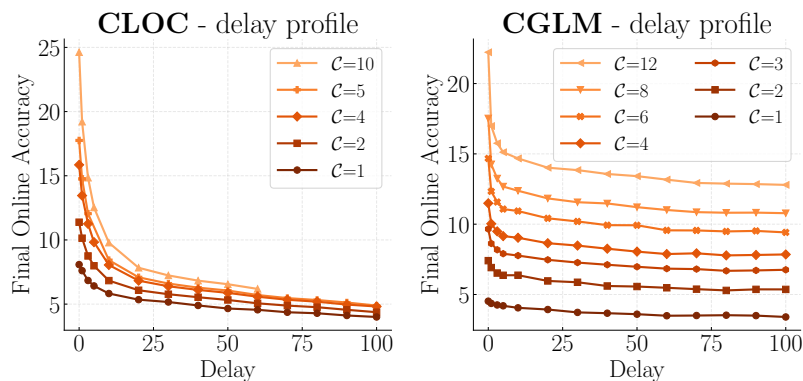 CLOC - delay profile
Final Online Accuracy
25
20
15
10
5
0
25
50
75
100
Delay
C=10
C=5
C=4
C=2
C=1
CGLM - delay profile
Final Online Accuracy
20
15
10
5
0
25
50
75
100
Delay
C=12
C=8
C=6
C=4
C=3
C=2
C=1